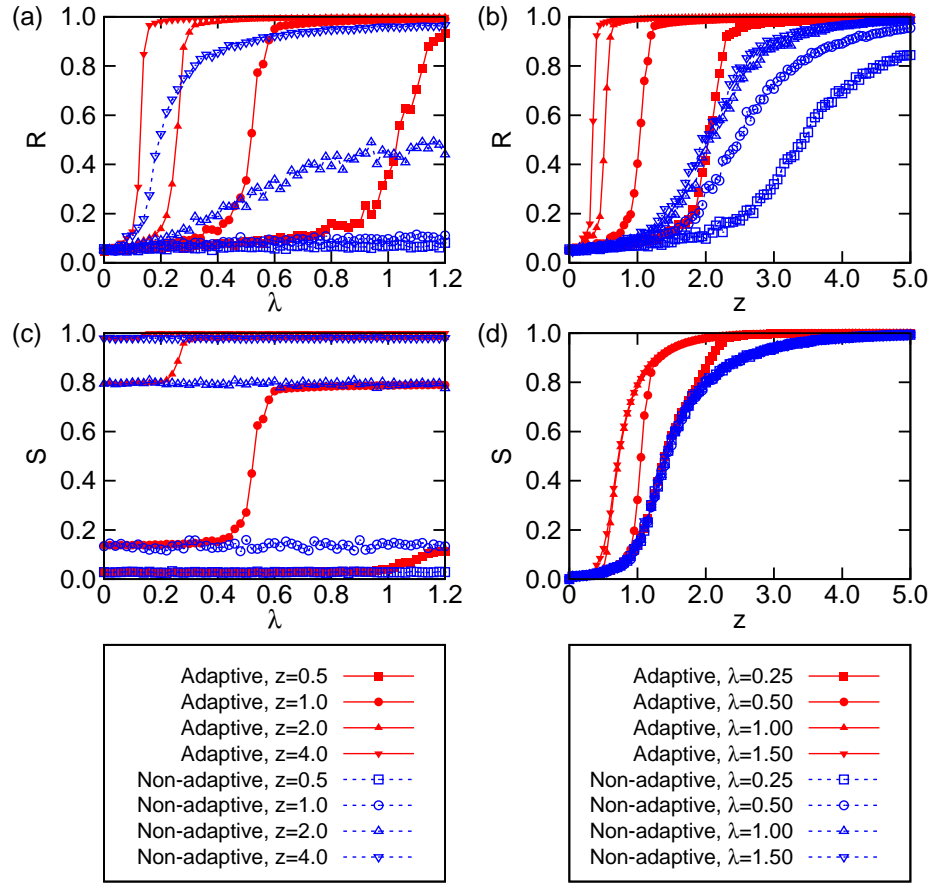 (a)
1.0
0.8
0.6
0.4
0.2
0.0
R
0 0.2 0.4 0.6 0.8 1.0 1.2
λ
(b)
1.0
0.8
0.6
0.4
0.2
0.0
R
0 1.0 2.0 3.0 4.0 5.0
z
(c)
1.0
0.8
0.6
0.4
0.2
0.0
S
0 0.2 0.4 0.6 0.8 1.0 1.2
λ
(d)
1.0
0.8
0.6
0.4
0.2
0.0
S
0 1.0 2.0 3.0 4.0 5.0
z
Adaptive, z=0.5
Adaptive, z=1.0
Adaptive, z=2.0
Adaptive, z=4.0
Non-adaptive, z=0.5
Non-adaptive, z=1.0
Non-adaptive, z=2.0
Non-adaptive, z=4.0
Adaptive, λ=0.25
Adaptive, λ=0.50
Adaptive, λ=1.00
Adaptive, λ=1.50
Non-adaptive, λ=0.25
Non-adaptive, λ=0.50
Non-adaptive, λ=1.00
Non-adaptive, λ=1.50